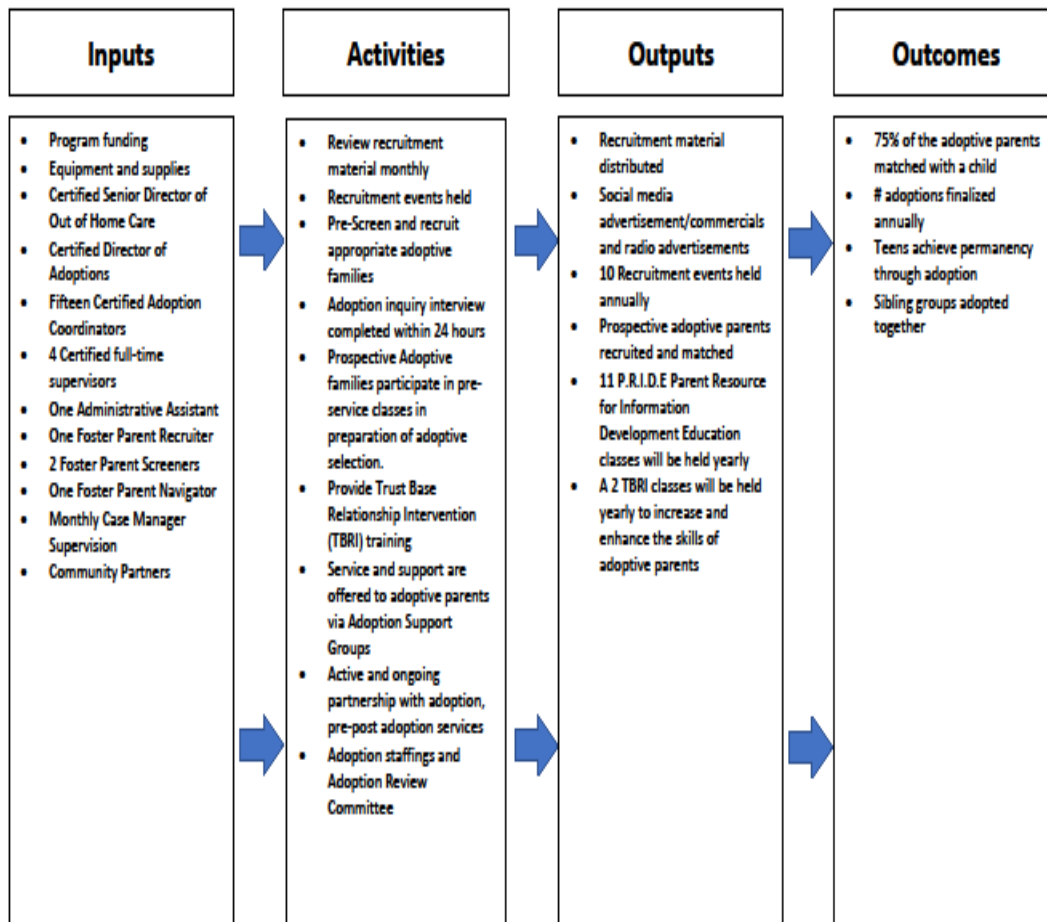 Inputs
Program funding
Equipment and supplies
Certified Senior Director of
Out of Home Care
Certified Director of
Adoptions
Fifteen Certified Adoption
Coordinators
4 Certified full-time
supervisors
One Administrative Assistant
One Foster Parent Recruiter
2 Foster Parent Screeners
One Foster Parent Navigator
Monthly Case Manager
Supervision
Community Partners
Activities
Review recruitment
material monthly
Recruitment events held
Pre-Screen and recruit
appropriate adoptive
families
Adoption inquiry interview
completed within 24 hours
Prospective Adoptive
families participate in pre-
service classes in
preparation of adoptive
selection.
Provide Trust Base
Relationship Intervention
(TBRI) training
Service and support are
offered to adoptive parents
via Adoption Support
Groups
Active and ongoing
partnership with adoption,
pre-post adoption services
Adoption staffings and
Adoption Review
Committee
Outputs
Recruitment material
distributed
Social media
advertisement/commercials
and radio advertisements
10 Recruitment events held
annually
Prospective adoptive parents
recruited and matched
11 P.R.I.D.E Parent Resource
for Information
Development Education
classes will be held yearly
A 2 TBRI classes will be held
yearly to increase and
enhance the skills of
adoptive parents
Outcomes
75% of the adoptive parents
matched with a child
# adoptions finalized
annually
Teens achieve permanency
through adoption
Sibling groups adopted
together